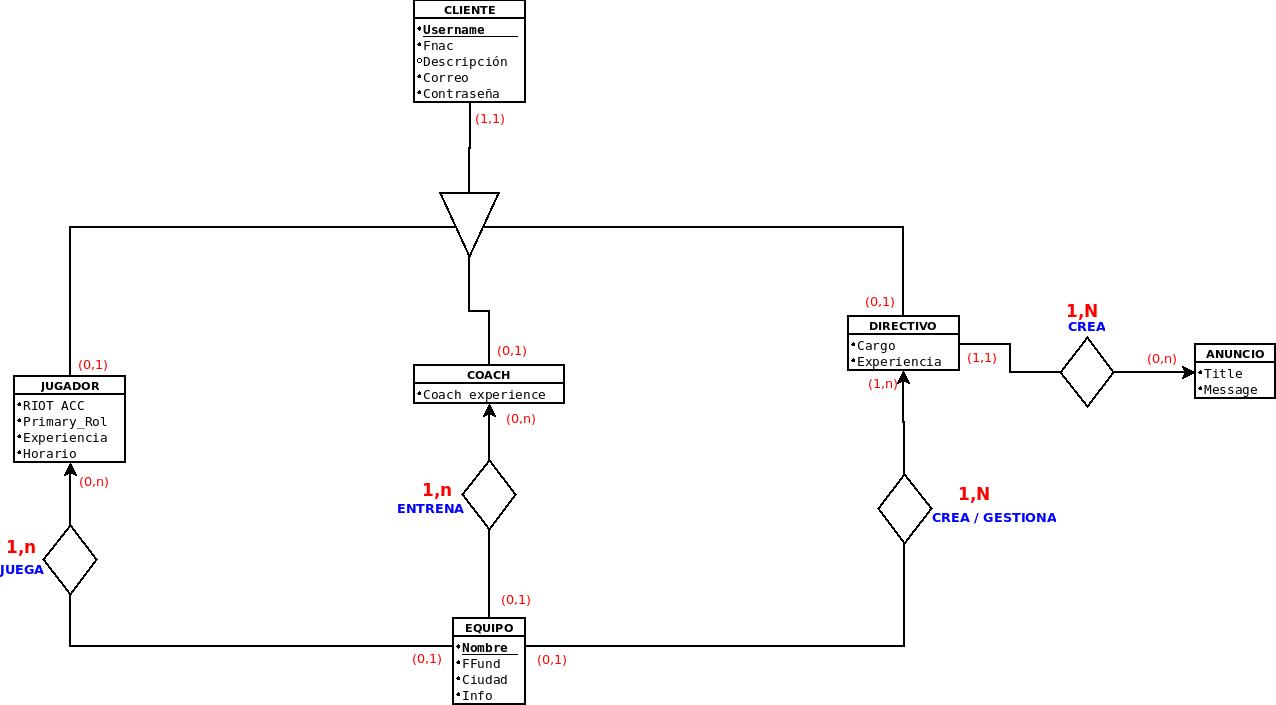 CLIENTE
Username
Fnac
Descripción
Correo
Contraseña
(1,1)
(0,1)
JUGADOR
RIOT ACC
Primary_Rol
Experiencia
Horario
(0,n)
1,n
JUEGA
(0,1)
COACH
Coach experience
(0,n)
1,n
ENTRENA
(0,1)
DIRECTIVO
Cargo
Experiencia
(1,1)
(1,n)
1,N
CREA
(0,n)
ANUNCIO
Title
Message
1,N
CREA / GESTIONA
(0,1)
EQUIPO
Nombre
FFund
Ciudad
Info
(0,1)
(0,1)